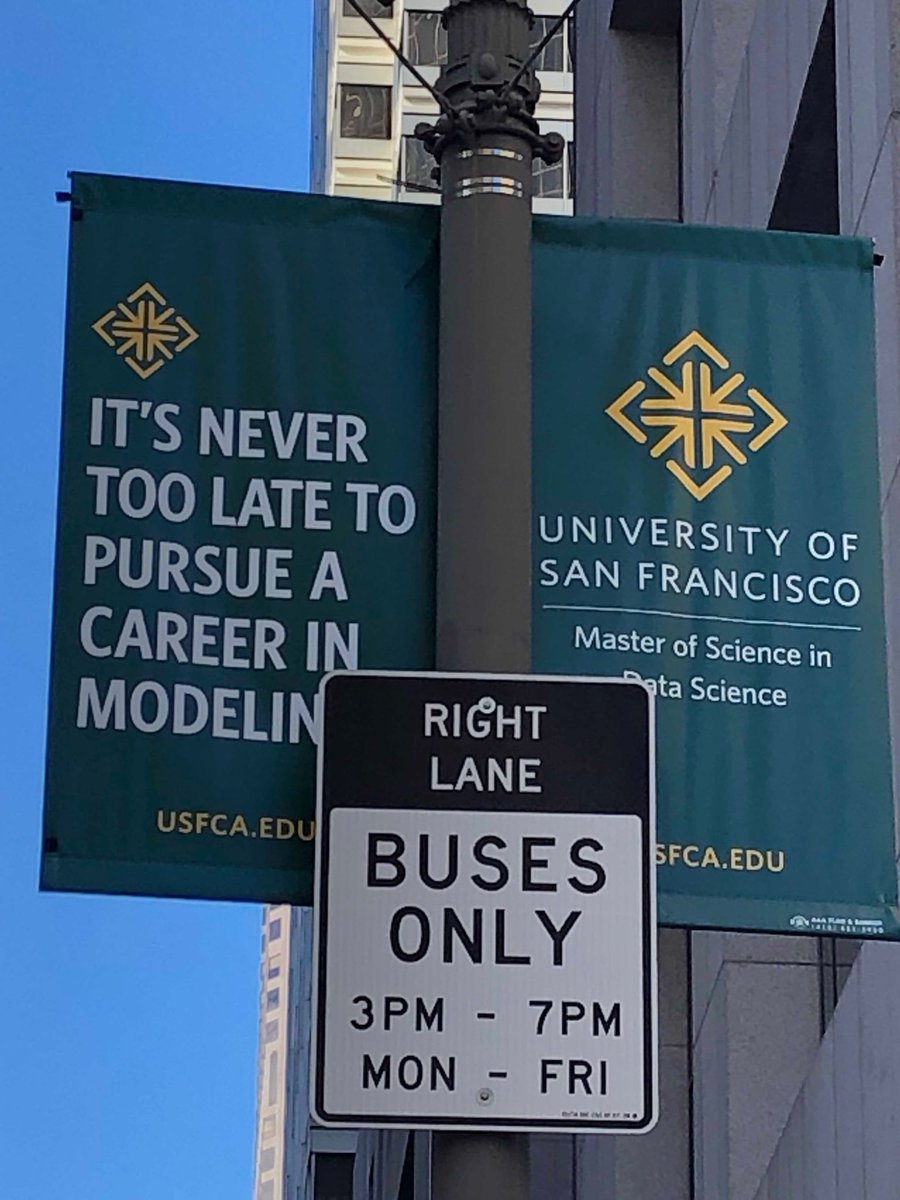 IT'S NEVER
TOO LATE TO
PURSUE A
CAREER IN
MODELIN
USFCA.EDU
UNIVERSITY OF
SAN FRANCISCO
Master of Science in
Data Science
SFCA.EDU
RIGHT
LANE
BUSES
ONLY
3PM - 7PM
MON - FRI